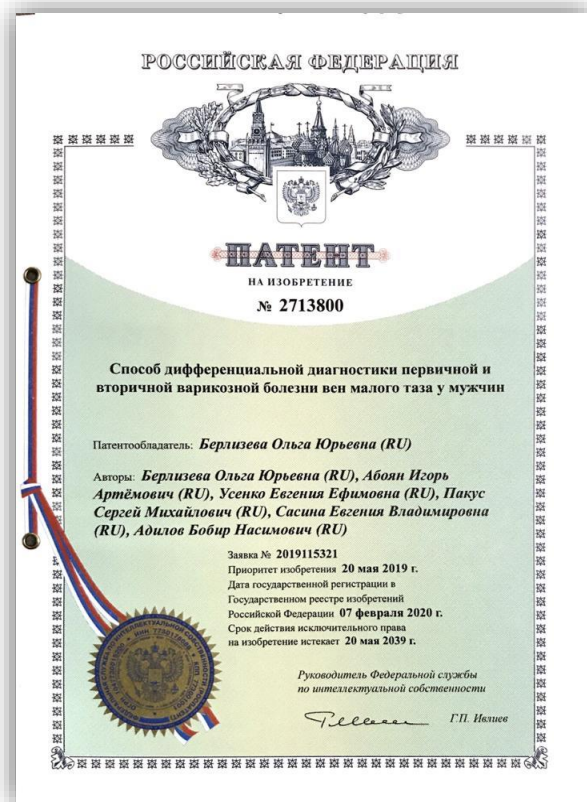 РОССИЙСКАЯ ФЕДЕРАЦИЯ
ПАТЕНТ
НА ИЗОБРЕТЕНИЕ
№ 2713800
Способ дифференциальной диагностики первичной и
вторичной варикозной болезни вен малого таза у мужчин
Патентообладатель: Берлизева Ольга Юрьевна (RU)
Авторы: Берлизева Ольга Юрьевна (RU), Абоян Игорь
Артёмович (RU), Усенко Евгения Ефимовна (RU), Пакус
Сергей Михайлович (RU), Сасина Евгения Владимировна
(RU), Адилов Бобир Насимович (RU)
Заявка № 2019115321
Приоритет изобретения 20 мая 2019 г.
Дата государственной регистрации в
Государственном реестре изобретений
Российской Федерации 07 февраля 2020 г.
Срок действия исключительного права
на изобретение истекает 20 мая 2039 г.
Руководитель Федеральной службы
по интеллектуальной собственности
Г.П. Ивлиев